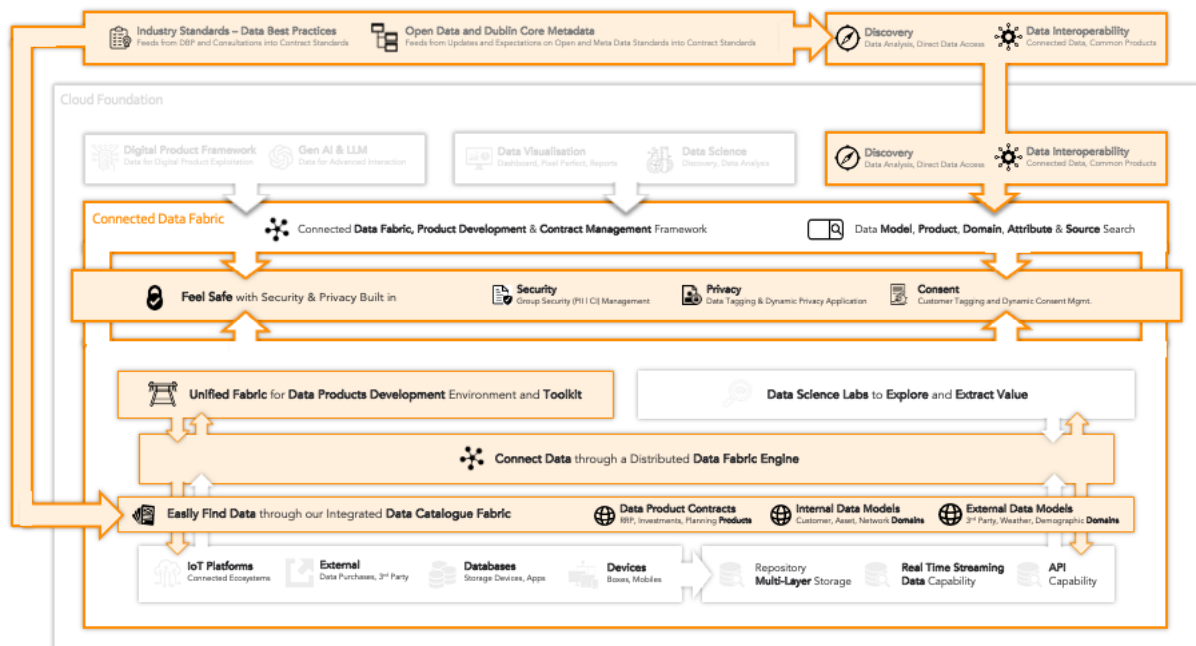 Industry Standards – Data Best Practices
Feeds from DBP and Consultations into Contract Standards
Open Data and Dublin Core Metadata
Feeds from Updates and Expectations on Open and Meta Data Standards into Contract Standards
Discovery
Data Analysis, Direct Data Access
Data Interoperability
Connected Data, Common Products
Cloud Foundation
Digital Product Framework
Data for Digital Product Exploitation
Gen AI & LLM
Data for Advanced Interaction
Data Visualisation
Dashboard, Pixel Perfect, Reports
Data Science
Discovery, Data Analysis
Discovery
Data Analysis, Direct Data Access
Data Interoperability
Connected Data, Common Products
Connected Data Fabric
Connected Data Fabric, Product Development & Contract Management Framework
Data Model, Product, Domain, Attribute & Source Search
Feel Safe with Security & Privacy Built in
Security
Group Security (PII I CI) Management
Privacy
Data Tagging & Dynamic Privacy Application
Consent
Customer Tagging and Dynamic Consent Mgmt.
Unified Fabric for Data Products Development Environment and Toolkit
Data Science Labs to Explore and Extract Value
Connect Data through a Distributed Data Fabric Engine
Easily Find Data through our Integrated Data Catalogue Fabric
Data Product Contracts
RRP, Investments, Planning Products
Internal Data Models
Customer, Asset, Network Domains
External Data Models
3rd Party, Weather, Demographic Domains
IoT Platforms
Connected Ecosystems
External
Data Purchases, 3rd Party
Databases
Storage Devices, Apps
Devices
Boxes, Mobiles
Repository
Multi-Layer Storage
Real Time Streaming
Data Capability
API
Capability